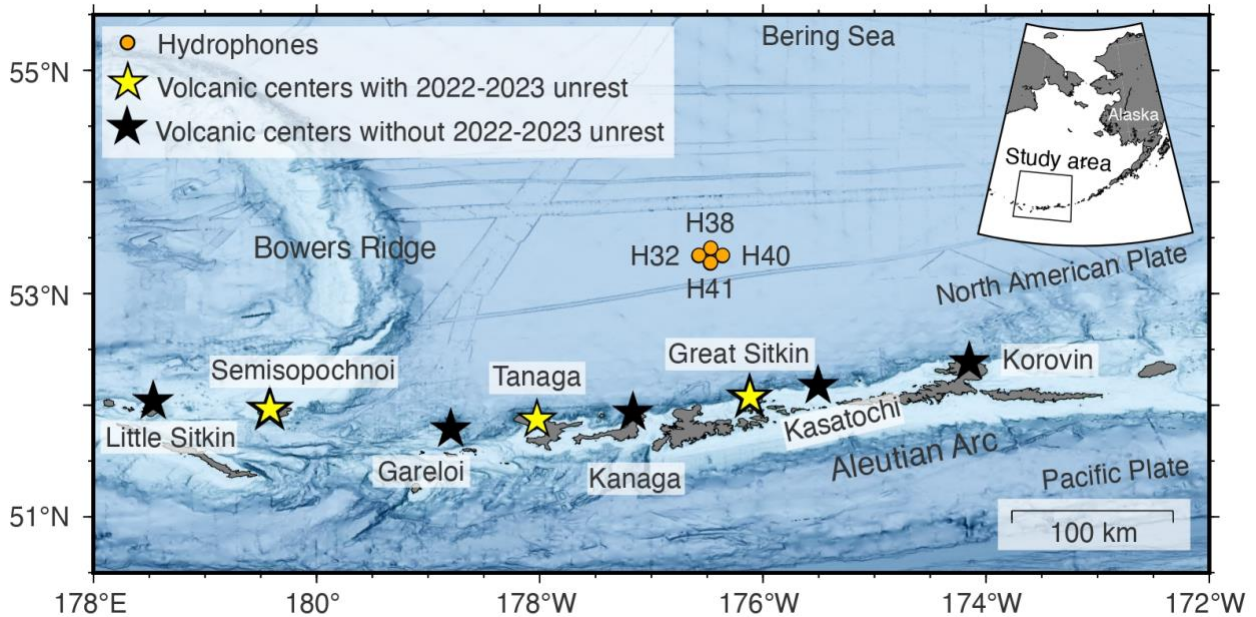 Hydrophones
Volcanic centers with 2022-2023 unrest
Volcanic centers without 2022-2023 unrest
Bering Sea
Alaska
Study area
55°N
53°N
51°N
Bowers Ridge
H38
H32
H40
H41
North American Plate
Semisopochnoi
Tanaga
Great Sitkin
Korovin
Little Sitkin
Gareloi
Kanaga
Kasatochi
Aleutian Arc
Pacific Plate
100 km
178°E
180°
178°W
176°W
174°W
172°W